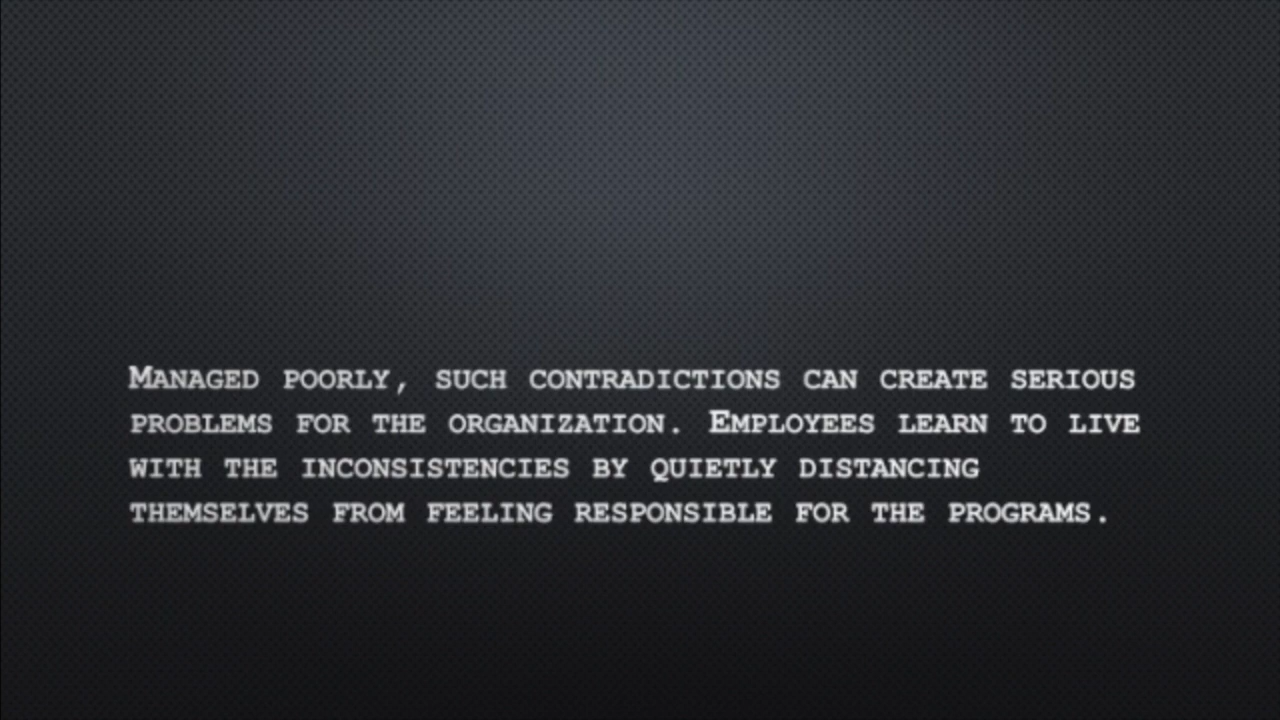 Managed poorly, such contradictions can create serious
problems for the organization. Employees learn to live
with the inconsistencies by quietly distancing
themselves from feeling responsible for the programs.